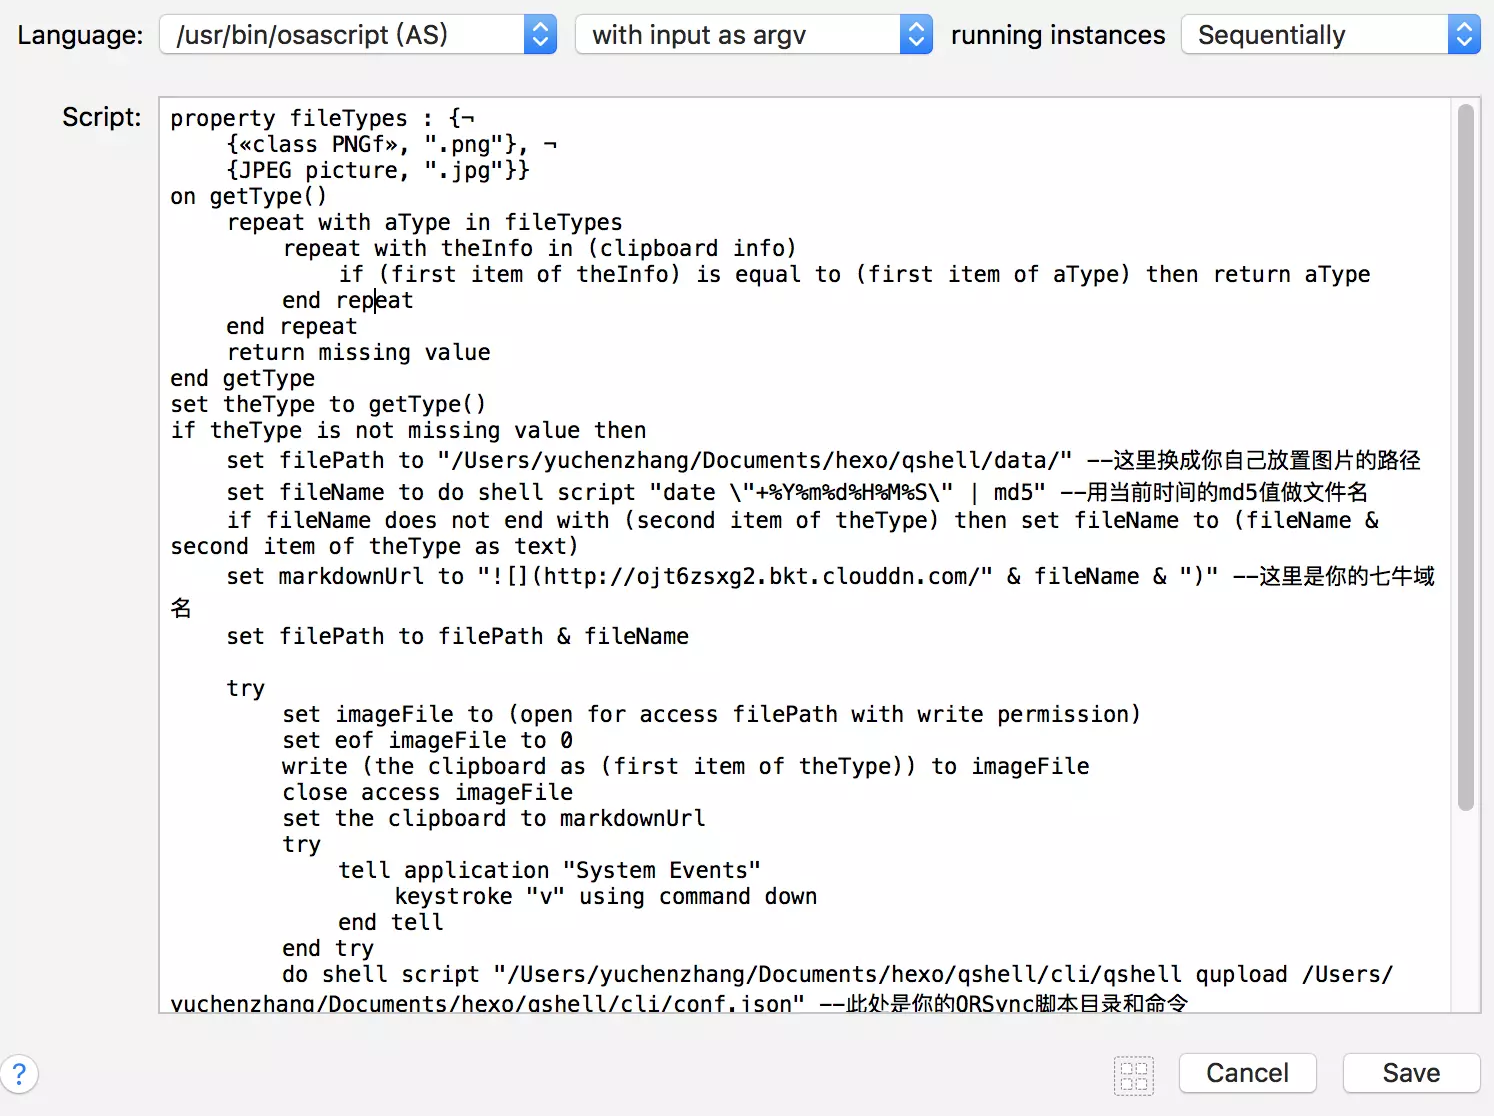 Language: /usr/bin/osascript (AS) with input as argv running instances Sequentially
Script:
property fileTypes : {¬
{«class PNGf», ".png"}, ¬
{JPEG picture, ".jpg"}}
on getType()
repeat with aType in fileTypes
repeat with theInfo in (clipboard info)
if (first item of theInfo) is equal to (first item of aType) then return aType
end repeat
end repeat
return missing value
end getType
set theType to getType()
if theType is not missing value then
set filePath to "/Users/yuchenzhang/Documents/hexo/qshell/data/" --这里换成你自己放置图片的路径
set fileName to do shell script "date \"+%Y%m%d%H%M%S\" | md5" --用当前时间的md5值做文件名
if fileName does not end with (second item of theType) then set fileName to (fileName &
second item of theType as text)
set markdownUrl to "![](http://ojt6zsxg2.bkt.clouddn.com/" & fileName & ")" --这里是你的七牛域
名
set filePath to filePath & fileName
try
set imageFile to (open for access filePath with write permission)
set eof imageFile to 0
write (the clipboard as (first item of theType)) to imageFile
close access imageFile
set the clipboard to markdownUrl
try
tell application "System Events"
keystroke "v" using command down
end tell
end try
do shell script "/Users/yuchenzhang/Documents/hexo/qshell/cli/qshell qupload /Users/
yuchenzhang/Documents/hexo/qshell/cli/conf.json" --此处是你的QRSync脚本目录和命令
?
Cancel
Save